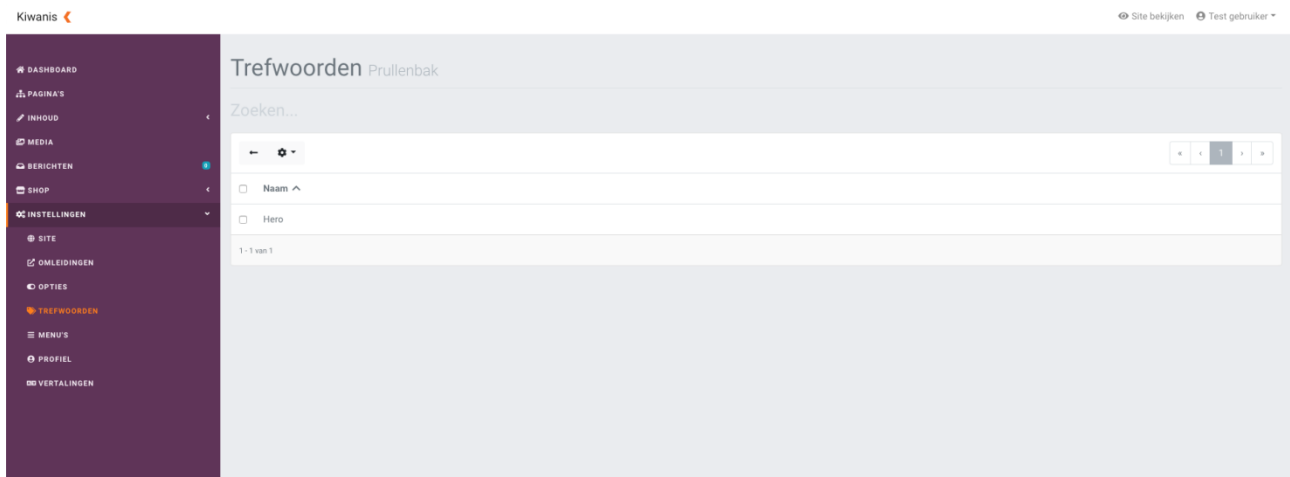 Kiwanis
Site bekijken Test gebruiker
DASHBOARD
PAGINA'S
INHOUD
MEDIA
BERICHTEN
SHOP
INSTELLINGEN
SITE
OMLEIDINGEN
OPTIES
TREFWOORDEN
MENU'S
PROFIEL
VERTALINGEN
Trefwoorden Prullenbak
Zoeken...
« ‹ 1 › »
Naam
Hero
1 - 1 van 1